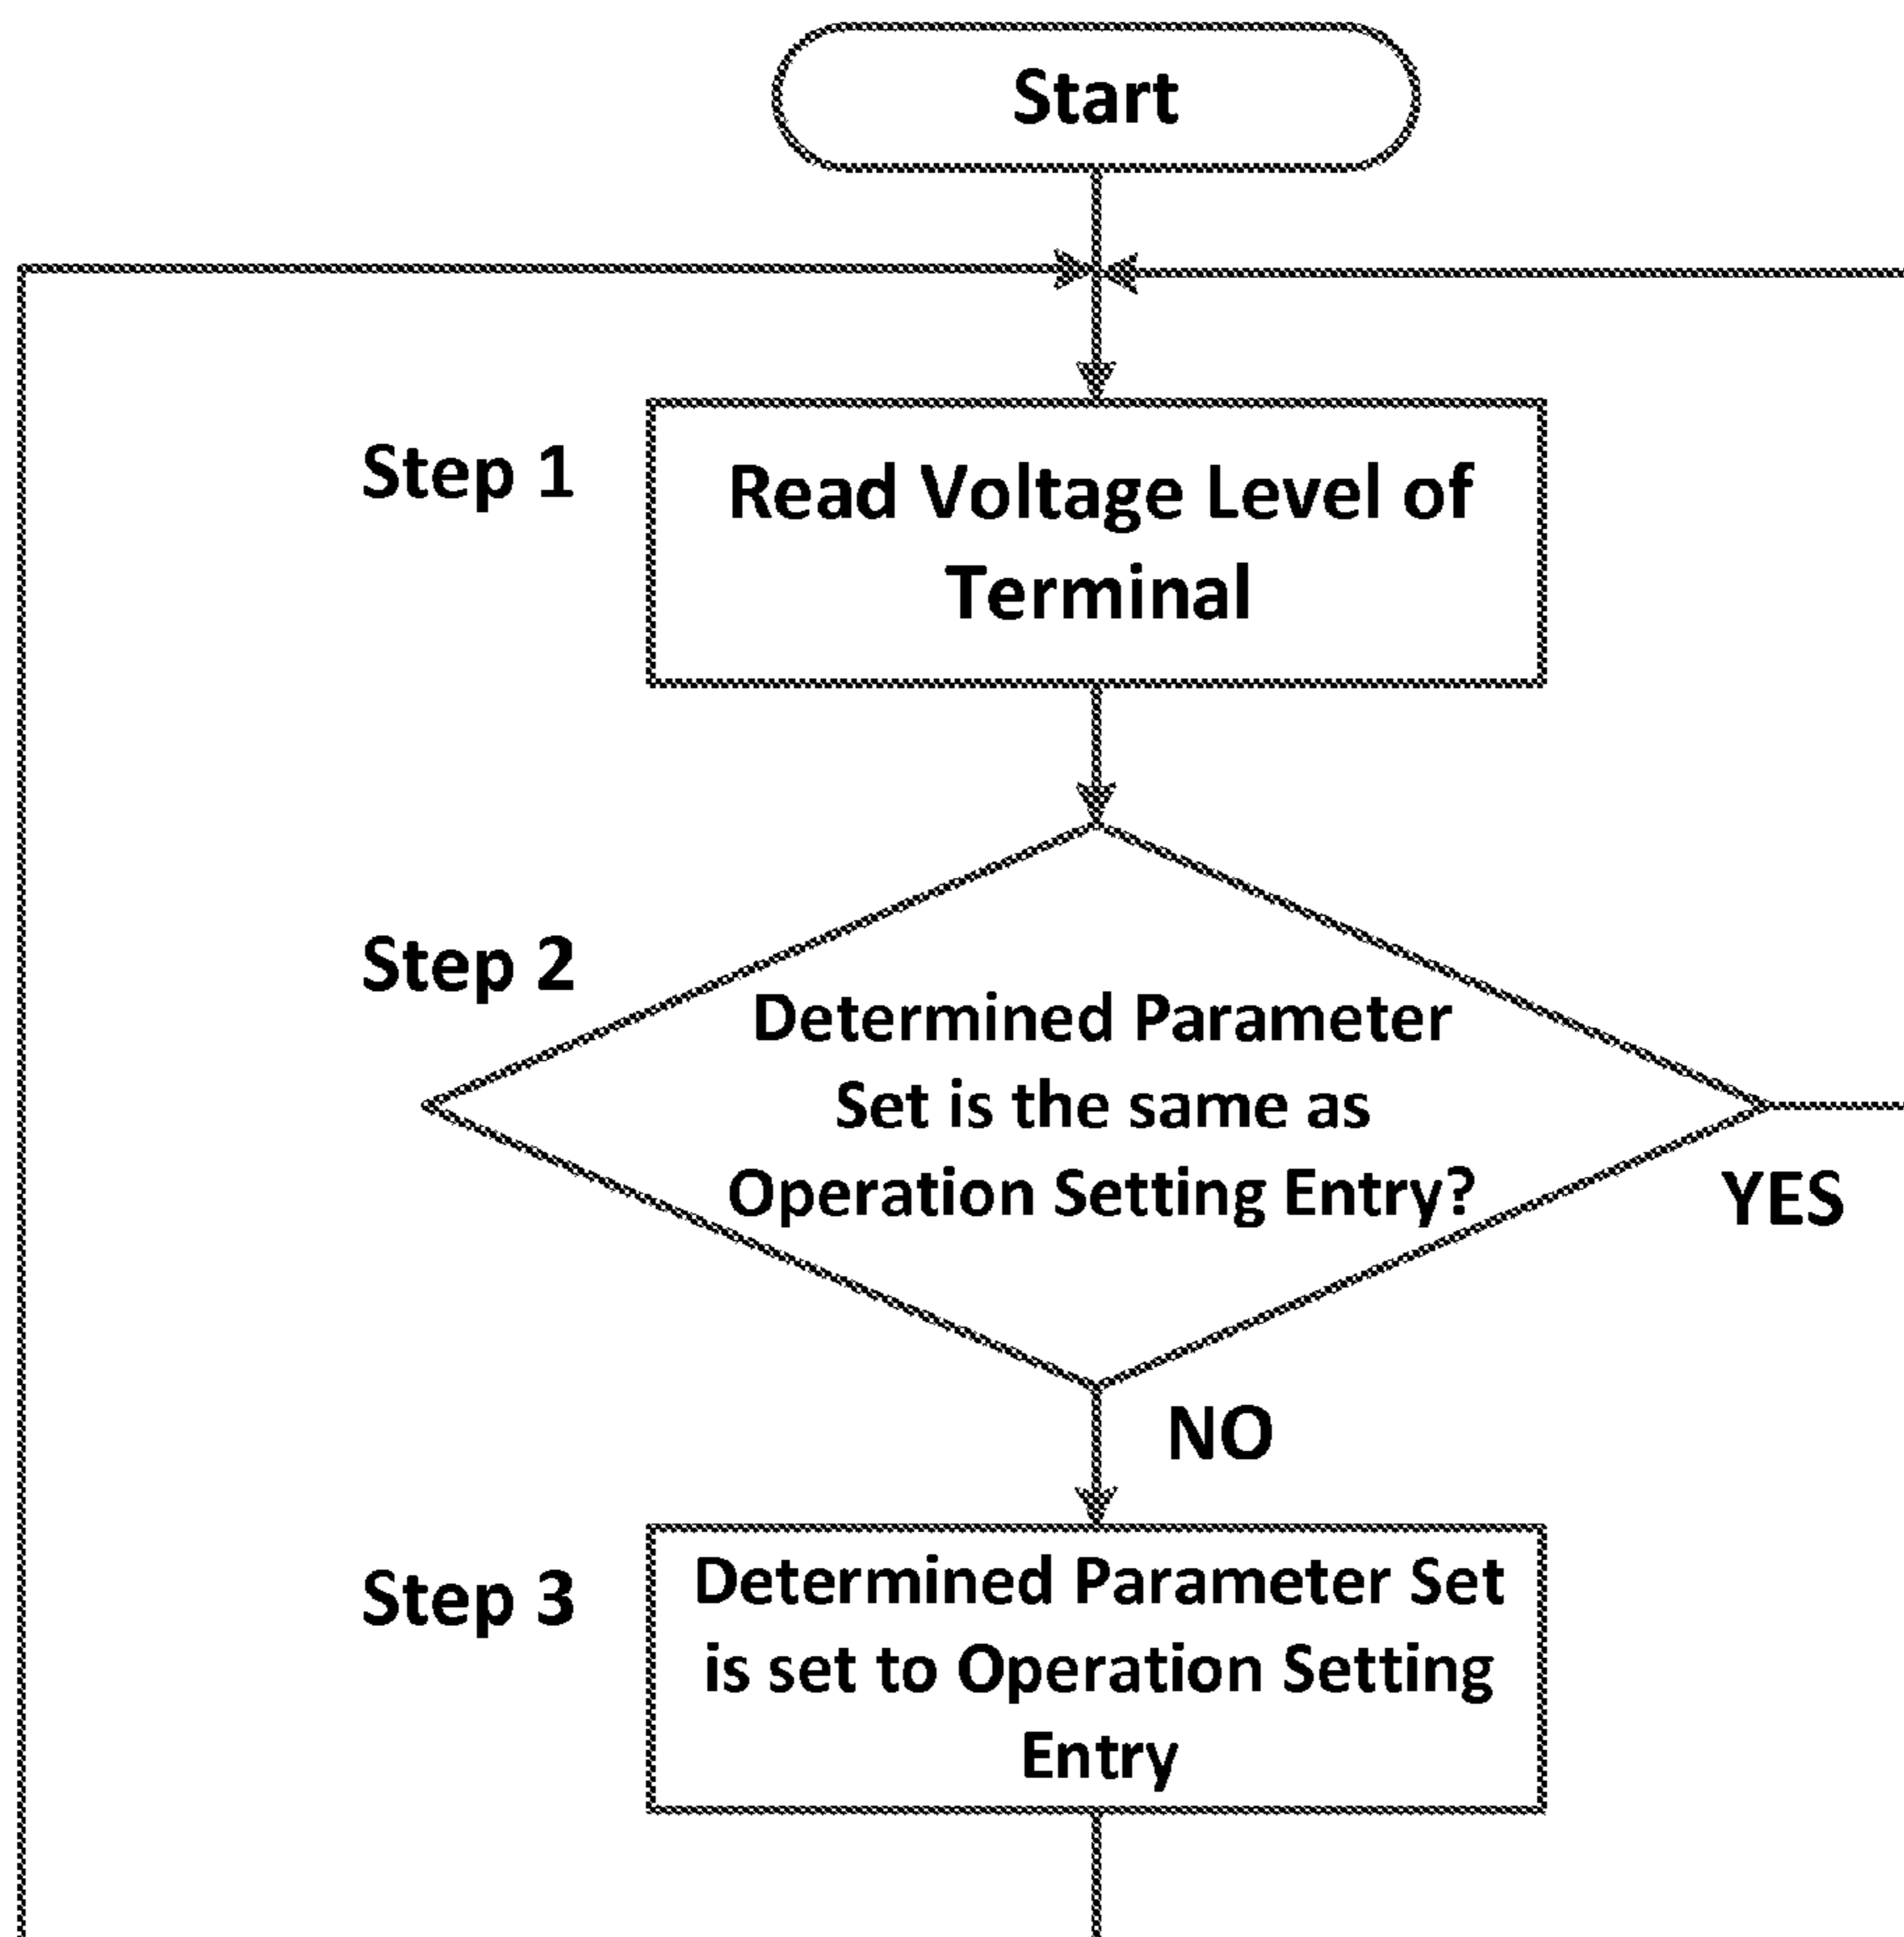 Start
Step 1
Read Voltage Level of
Terminal
Step 2
Determined Parameter
Set is the same as
Operation Setting Entry?
YES
NO
Step 3
Determined Parameter Set
is set to Operation Setting
Entry